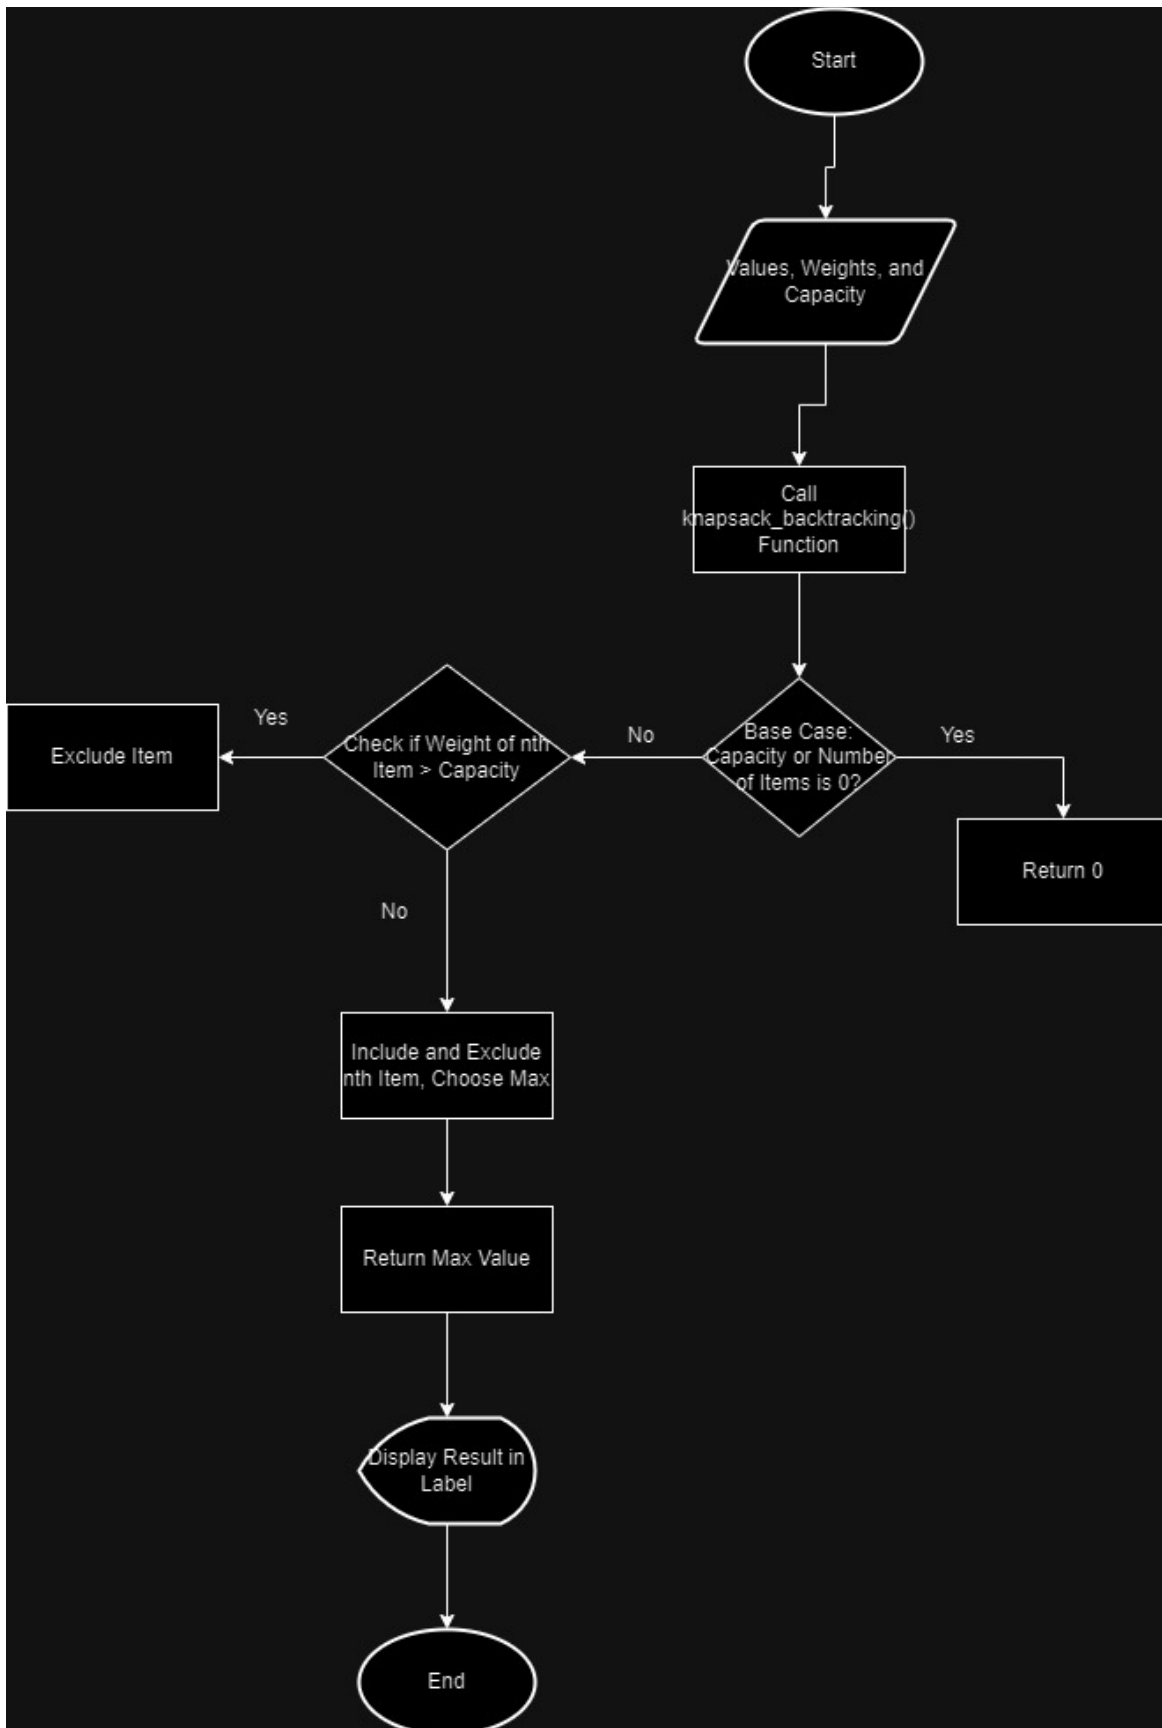 Start
Values, Weights, and
Capacity
Call
knapsack_backtracking()
Function
Base Case:
Capacity or Number
of Items is 0?
Yes
Return 0
No
Check if Weight of nth
Item > Capacity
Yes
Exclude Item
No
Include and Exclude
nth Item, Choose Max
Return Max Value
Display Result in
Label
End